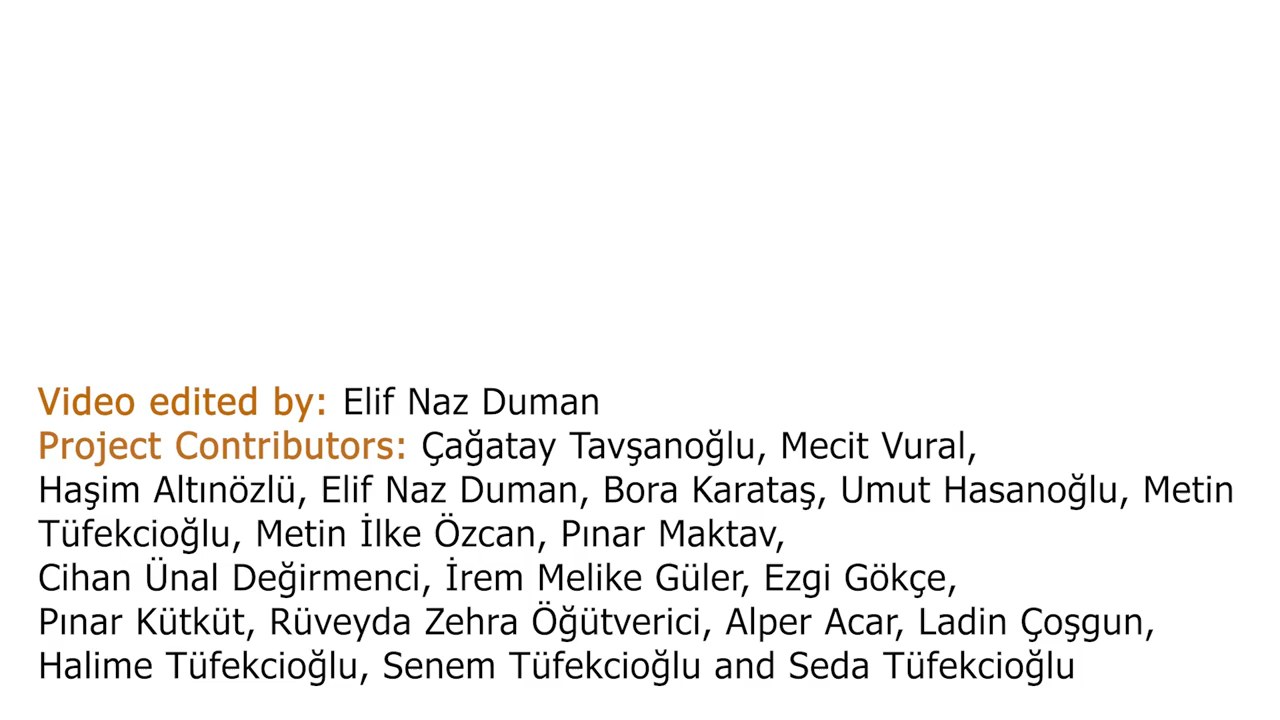 Video edited by: Elif Naz Duman
Project Contributors: Çağatay Tavşanoğlu, Mecit Vural,
Haşim Altınözlü, Elif Naz Duman, Bora Karataş, Umut Hasanoğlu, Metin
Tüfekcioğlu, Metin İlke Özcan, Pınar Maktav,
Cihan Ünal Değirmenci, İrem Melike Güler, Ezgi Gökçe,
Pınar Kütküt, Rüveyda Zehra Öğütverici, Alper Acar, Ladin Çoşgun,
Halime Tüfekcioğlu, Senem Tüfekcioğlu and Seda Tüfekcioğlu